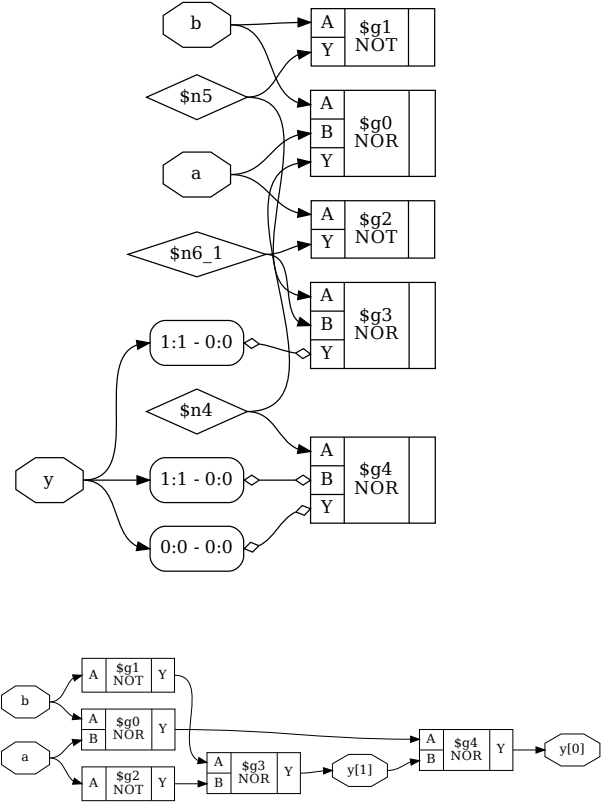 b
A
Y
$g1
NOT
$n5
A
B
Y
$g0
NOR
a
A
Y
$g2
NOT
$n6_1
A
B
Y
$g3
NOR
1:1 - 0:0
$n4
y
1:1 - 0:0
0:0 - 0:0
A
B
Y
$g4
NOR
b
A
$g1
NOT
Y
A
B
$g0
NOR
Y
a
A
$g2
NOT
Y
A
B
$g3
NOR
Y
y[1]
A
B
$g4
NOR
Y
y[0]